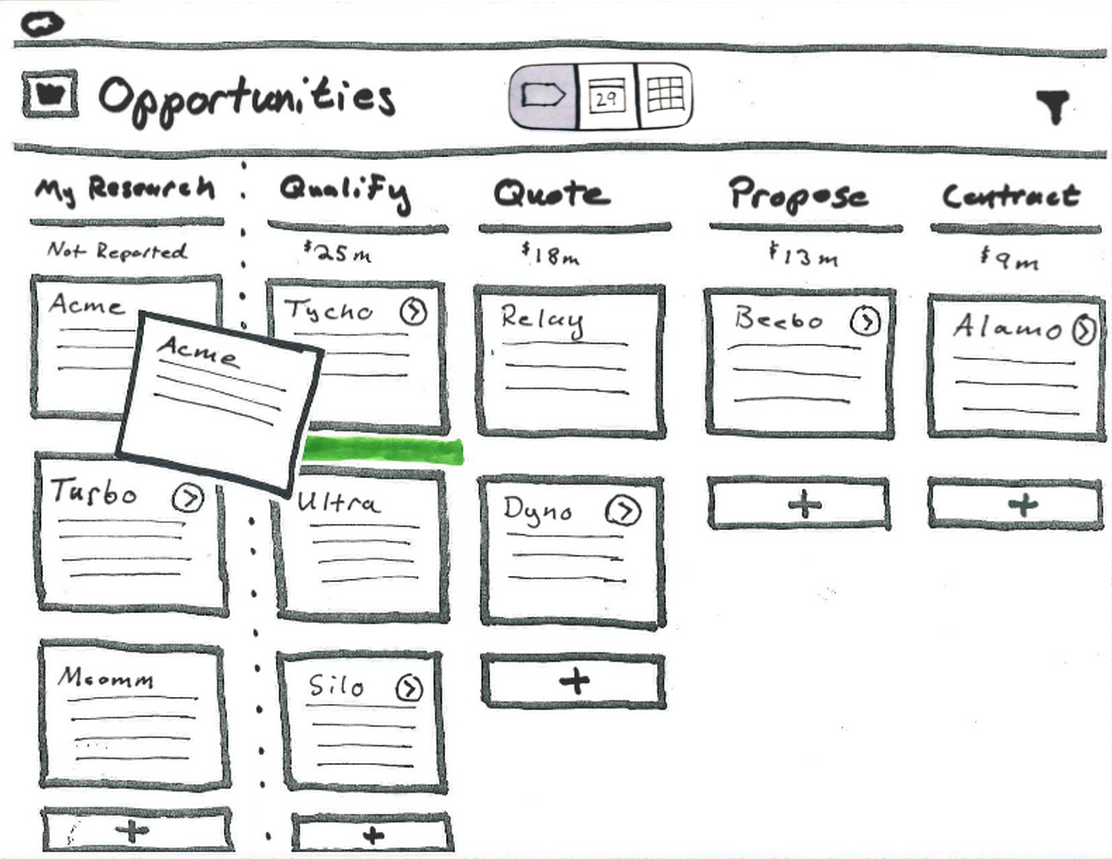 Opportunities
29
My Research
Qualify
Quote
Propose
Contract
Not Reported
$25m
$18m
$13m
$9m
Acme
Acme
Tycho
Relay
Beebo
Alamo
Turbo
Ultra
Dyno
Mcomm
Silo